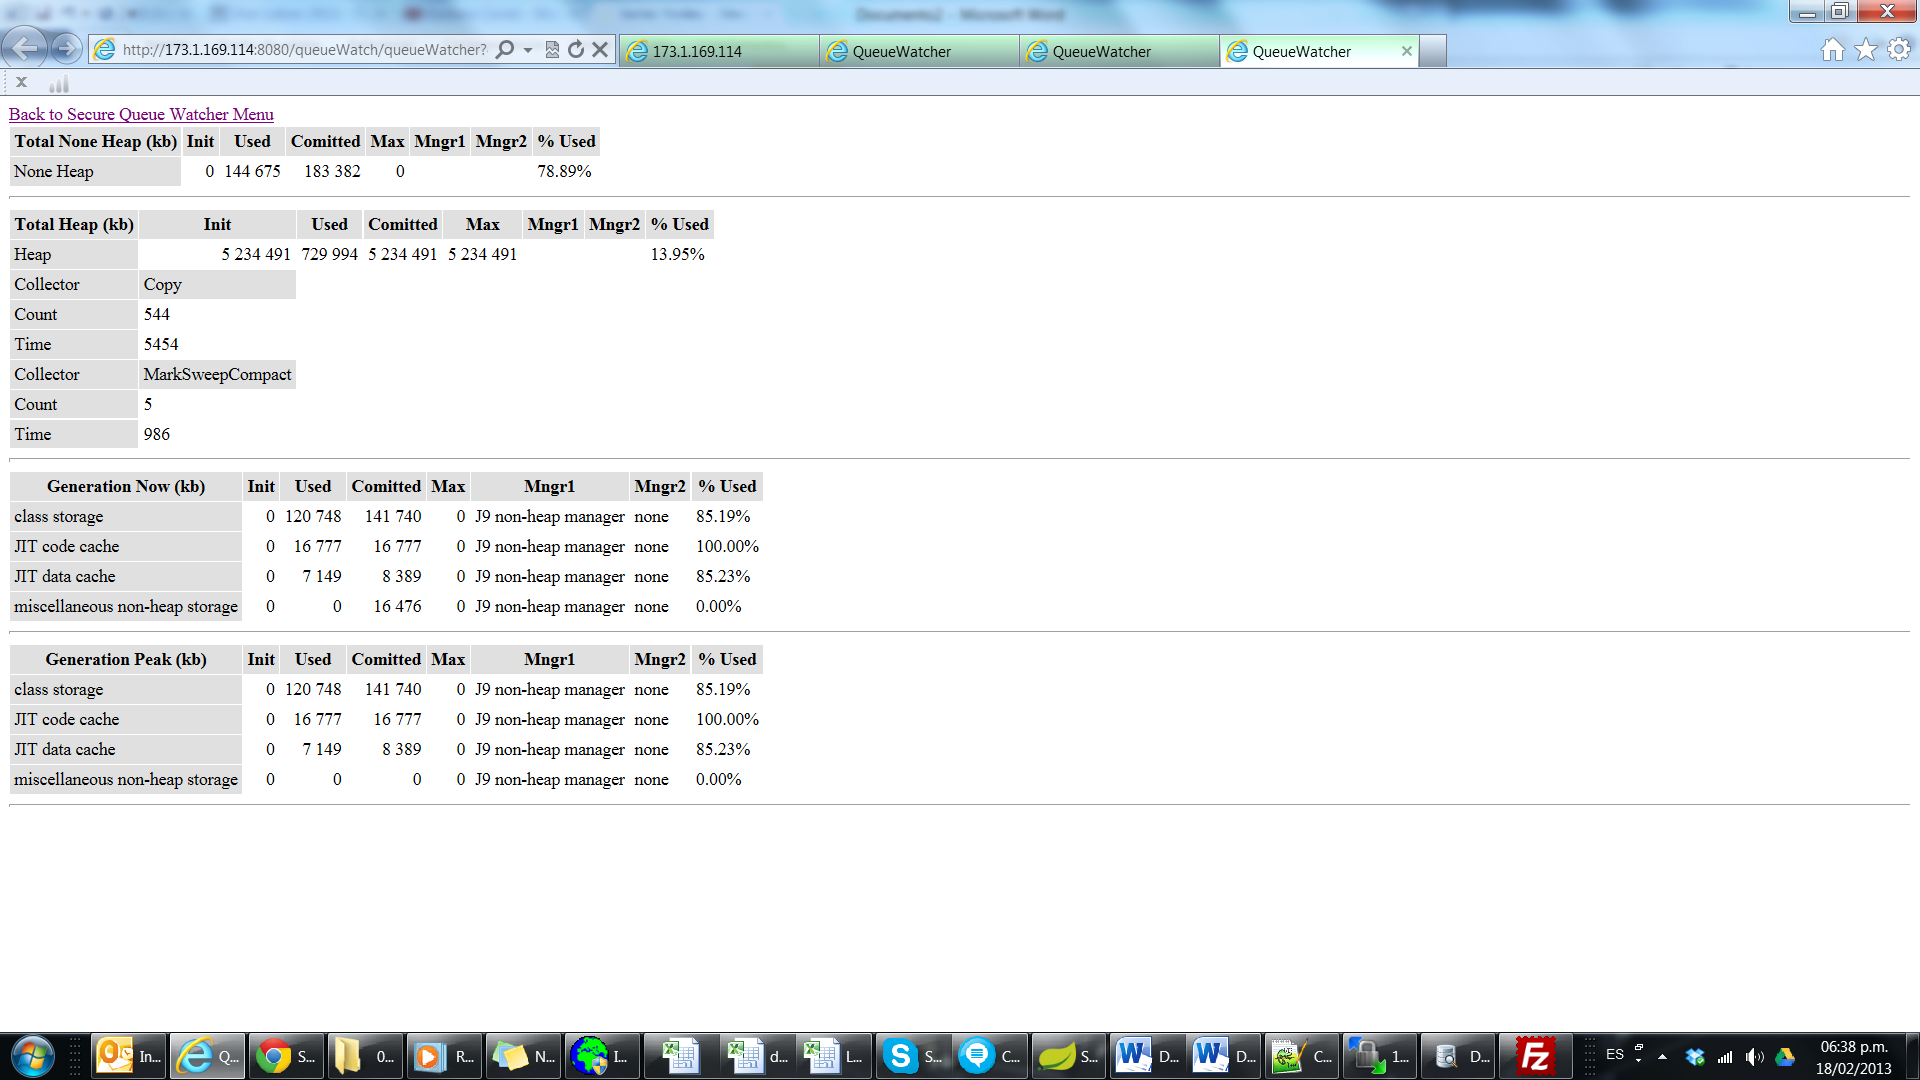 Documento2 - Microsoft Word
http://173.1.169.114:8080/queueWatch/queueWatcher? 173.1.169.114 QueueWatcher QueueWatcher QueueWatcher
Back to Secure Queue Watcher Menu
Total None Heap (kb) Init Used Comitted Max Mngr1 Mngr2 % Used
None Heap 0 144 675 183 382 0 78.89%
Total Heap (kb) Init Used Comitted Max Mngr1 Mngr2 % Used
Heap 5 234 491 729 994 5 234 491 5 234 491 13.95%
Collector Copy
Count 544
Time 5454
Collector MarkSweepCompact
Count 5
Time 986
Generation Now (kb) Init Used Comitted Max Mngr1 Mngr2 % Used
class storage 0 120 748 141 740 0 J9 non-heap manager none 85.19%
JIT code cache 0 16 777 16 777 0 J9 non-heap manager none 100.00%
JIT data cache 0 7 149 8 389 0 J9 non-heap manager none 85.23%
miscellaneous non-heap storage 0 0 16 476 0 J9 non-heap manager none 0.00%
Generation Peak (kb) Init Used Comitted Max Mngr1 Mngr2 % Used
class storage 0 120 748 141 740 0 J9 non-heap manager none 85.19%
JIT code cache 0 16 777 16 777 0 J9 non-heap manager none 100.00%
JIT data cache 0 7 149 8 389 0 J9 non-heap manager none 85.23%
miscellaneous non-heap storage 0 0 0 0 J9 non-heap manager none 0.00%
In... Q... S... 0... R... N... I... d... L... S... C... S... D... D... C... 1... D... ES 06:38 p.m.
18/02/2013